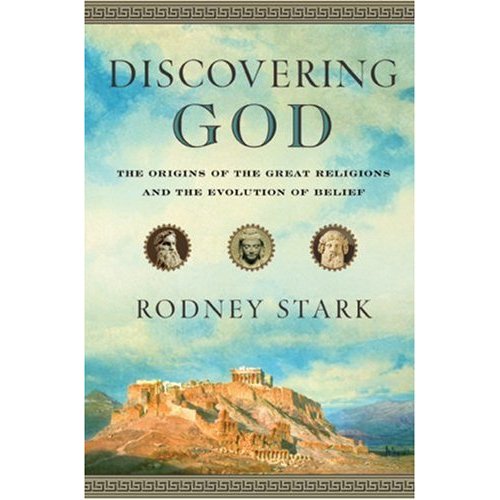 DISCOVERING
GOD
THE ORIGINS OF THE GREAT RELIGIONS
AND THE EVOLUTION OF BELIEF
RODNEY STARK